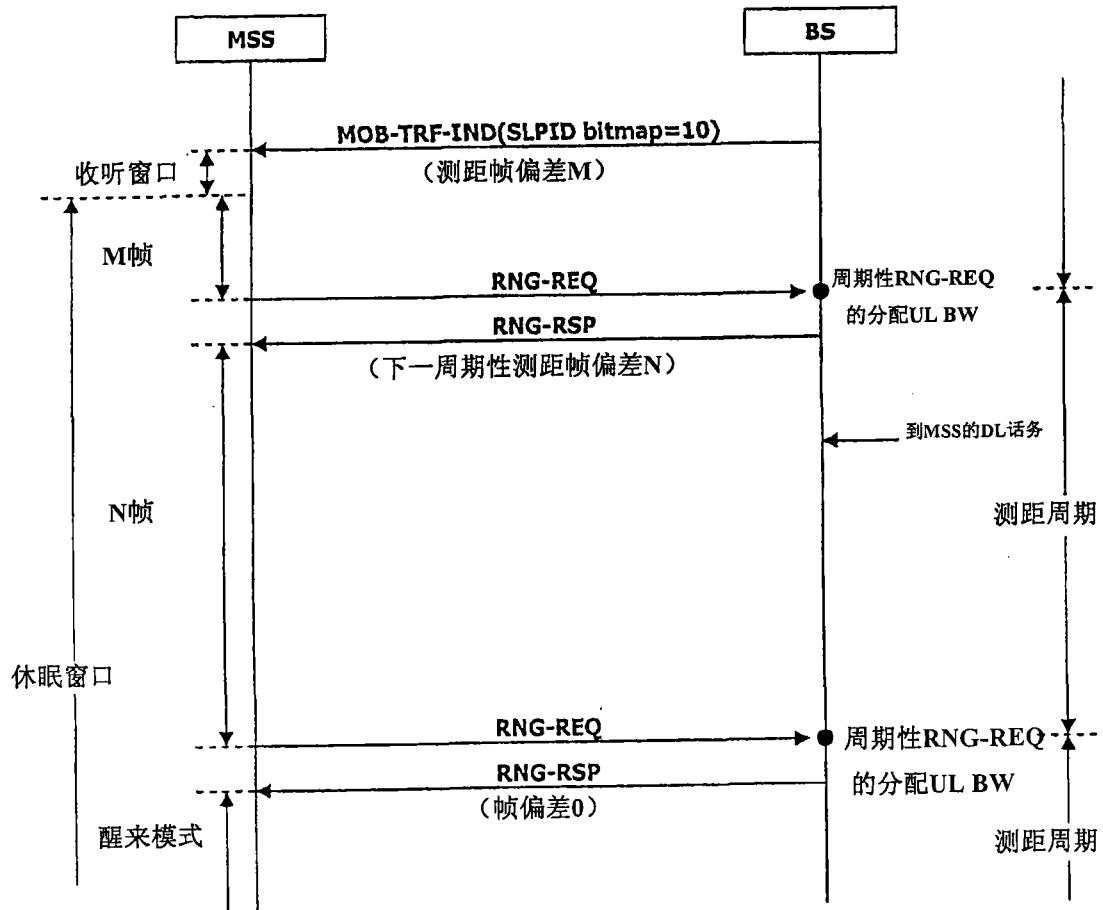 MSS
BS
MOB-TRF-IND(SLPID bitmap=10)
收听窗口
（测距帧偏差M）
M帧
RNG-REQ
周期性RNG-REQ
的分配UL BW
RNG-RSP
（下一周期性测距帧偏差N）
到MSS的DL话务
N帧
测距周期
休眠窗口
RNG-REQ
周期性RNG-REQ
的分配UL BW
RNG-RSP
（帧偏差0）
醒来模式
测距周期